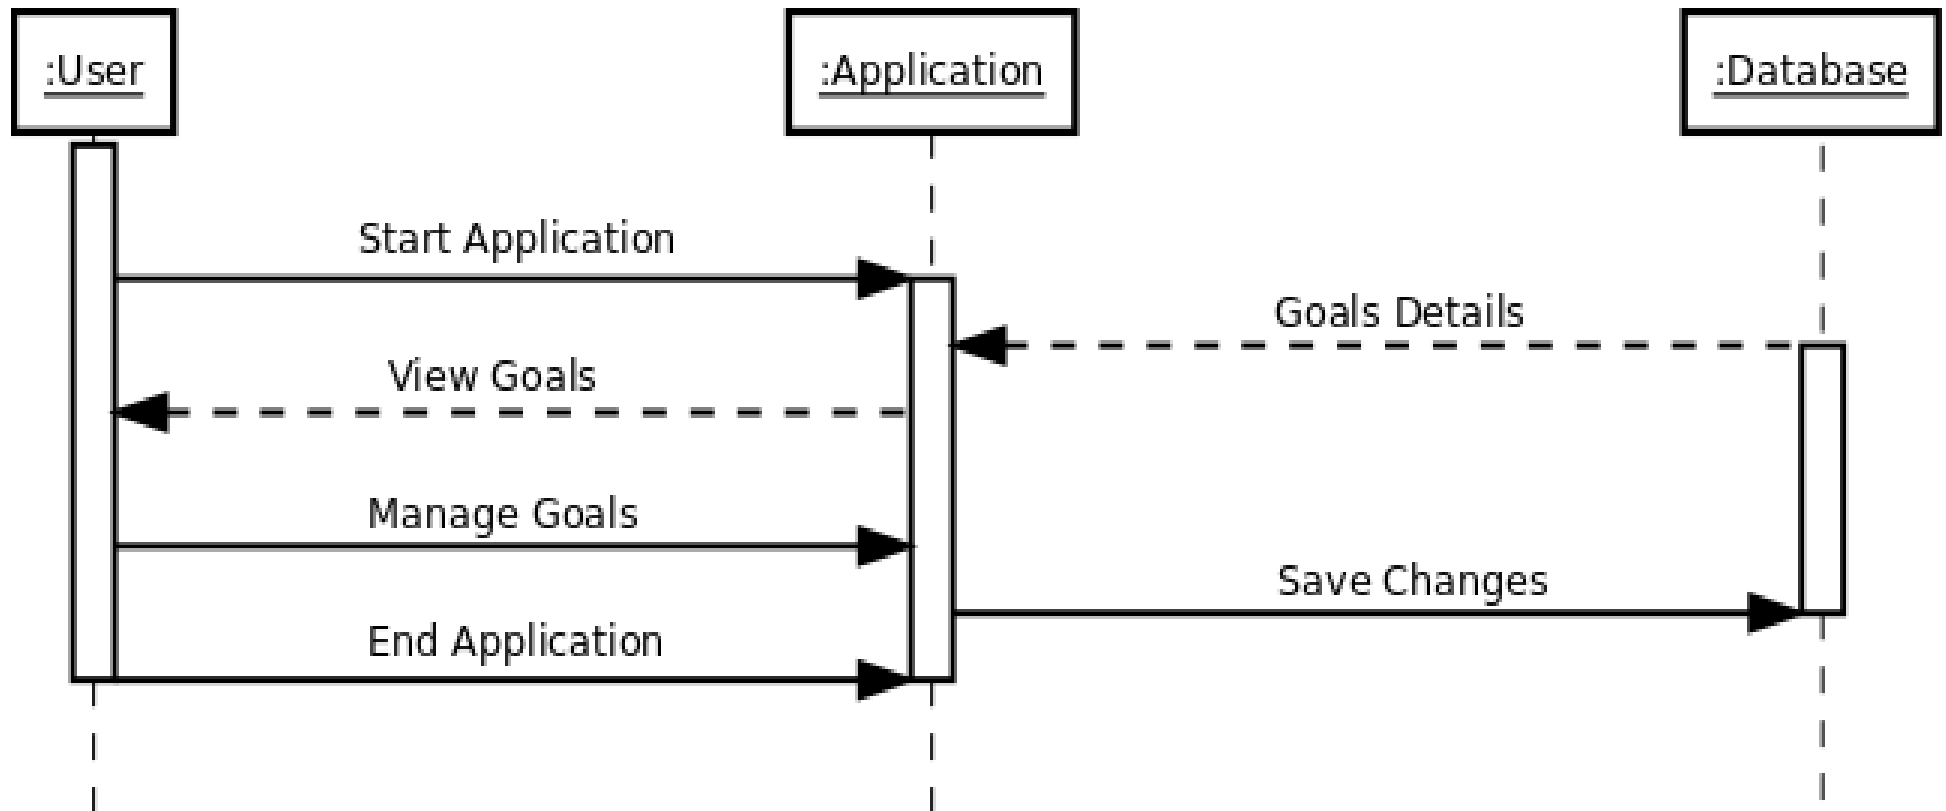 :User
:Application
:Database
Start Application
Goals Details
View Goals
Manage Goals
Save Changes
End Application